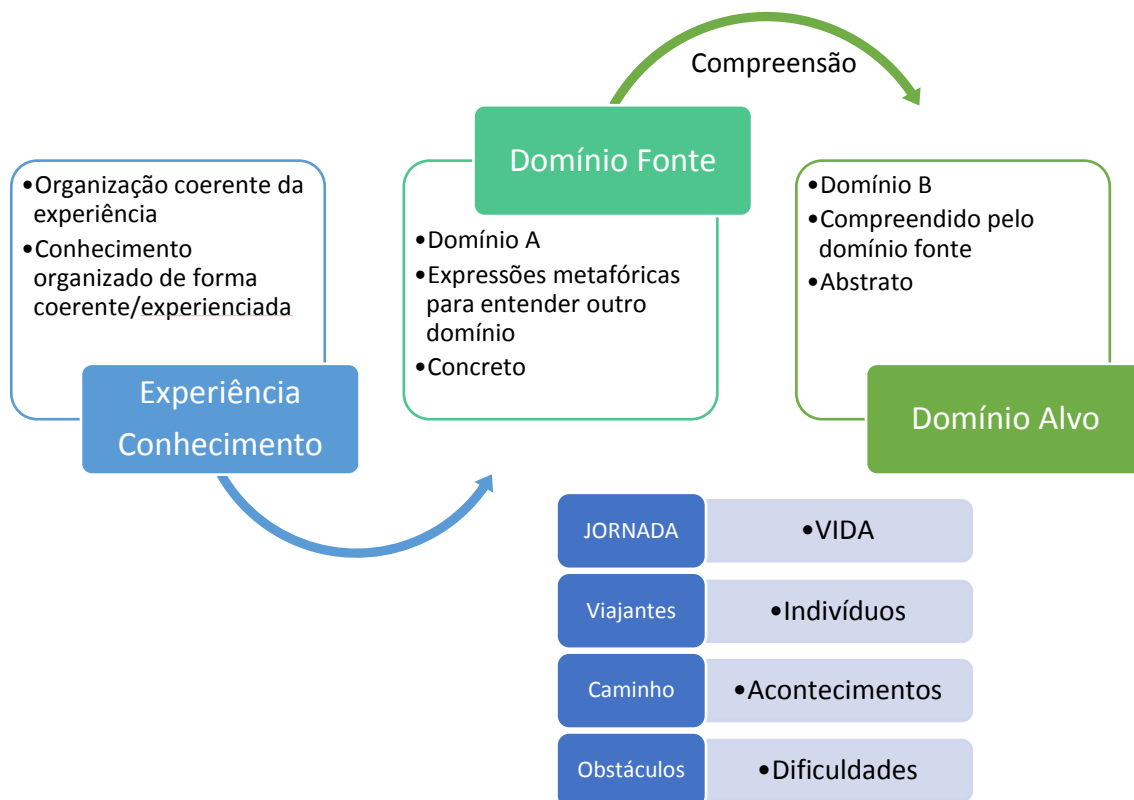 Compreensão
•Organização coerente da
experiência
•Conhecimento
organizado de forma
coerente/experienciada
Experiência
Conhecimento
Domínio Fonte
•Domínio A
•Expressões metafóricas
para entender outro
domínio
•Concreto
•Domínio B
•Compreendido pelo
domínio fonte
•Abstrato
Domínio Alvo
JORNADA
•VIDA
Viajantes
•Indivíduos
Caminho
•Acontecimentos
Obstáculos
•Dificuldades